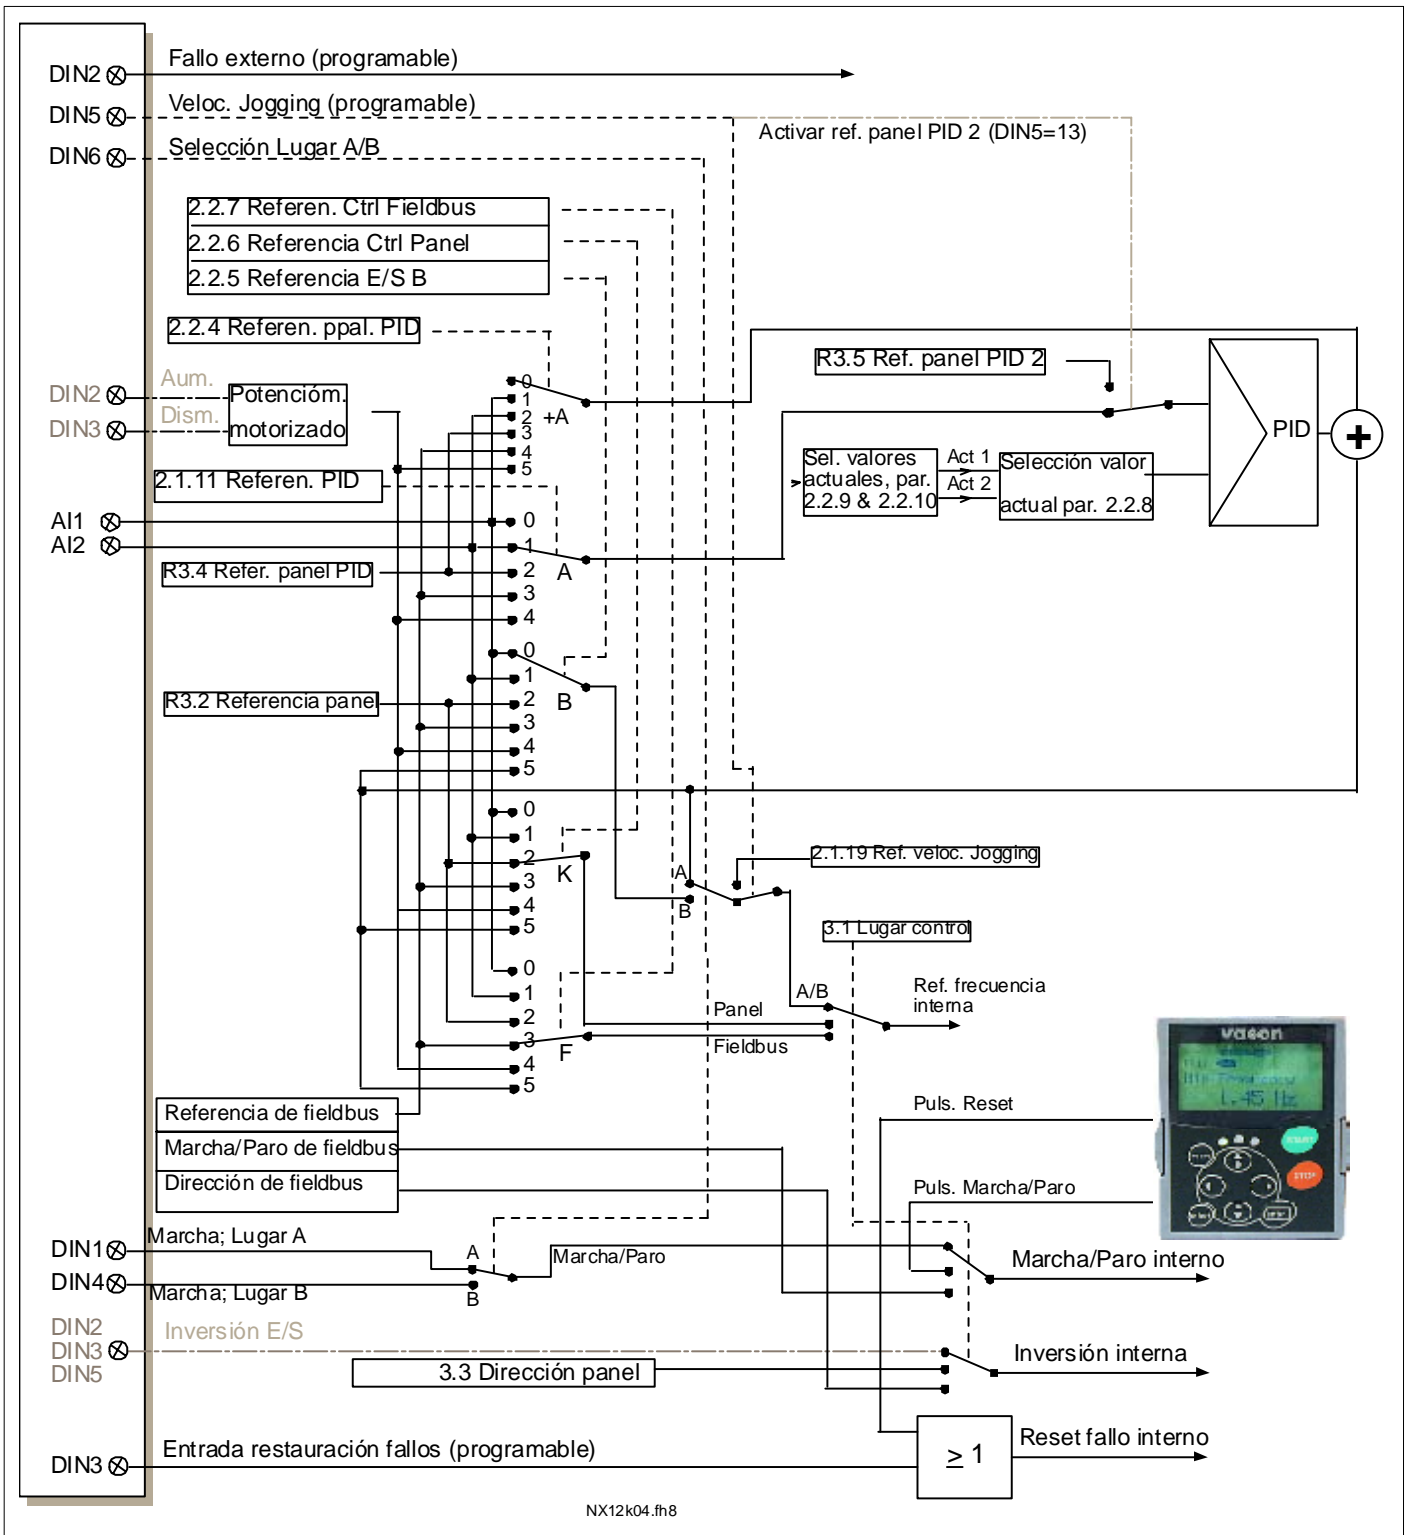 DIN2
Fallo externo (programable)
DIN5
Veloc. Jogging (programable)
Activar ref. panel PID 2 (DIN5=13)
DIN6
Selección Lugar A/B
2.2.7 Referen. Ctrl Fieldbus
2.2.6 Referencia Ctrl Panel
2.2.5 Referencia E/S B
2.2.4 Referen. ppal. PID
R3.5 Ref. panel PID 2
DIN2
Aum.
DIN3
Dism.
Potencióm.
motorizado
0
1
2
3
4
5
+A
PID
+
Sel. valores
actuales, par.
2.2.9 & 2.2.10
Act 1
Act 2
Selección valor
actual par. 2.2.8
2.1.11 Referen. PID
AI1
AI2
R3.4 Refer. panel PID
0
1
2
3
4
A
R3.2 Referencia panel
0
1
2
3
4
5
B
0
1
2
3
4
5
K
A
B
2.1.19 Ref. veloc. Jogging
3.1 Lugar control
0
1
2
3
4
5
F
A/B
Panel
Fieldbus
Ref. frecuencia
interna
vacon
1.45 Hz
STOP
Referencia de fieldbus
Marcha/Paro de fieldbus
Dirección de fieldbus
Puls. Reset
Puls. Marcha/Paro
DIN1
Marcha; Lugar A
DIN4
Marcha; Lugar B
A
B
Marcha/Paro
Marcha/Paro interno
DIN2
DIN3
DIN5
Inversión E/S
3.3 Dirección panel
Inversión interna
DIN3
Entrada restauración fallos (programable)
≥ 1
Reset fallo interno
NX12k04.fh8